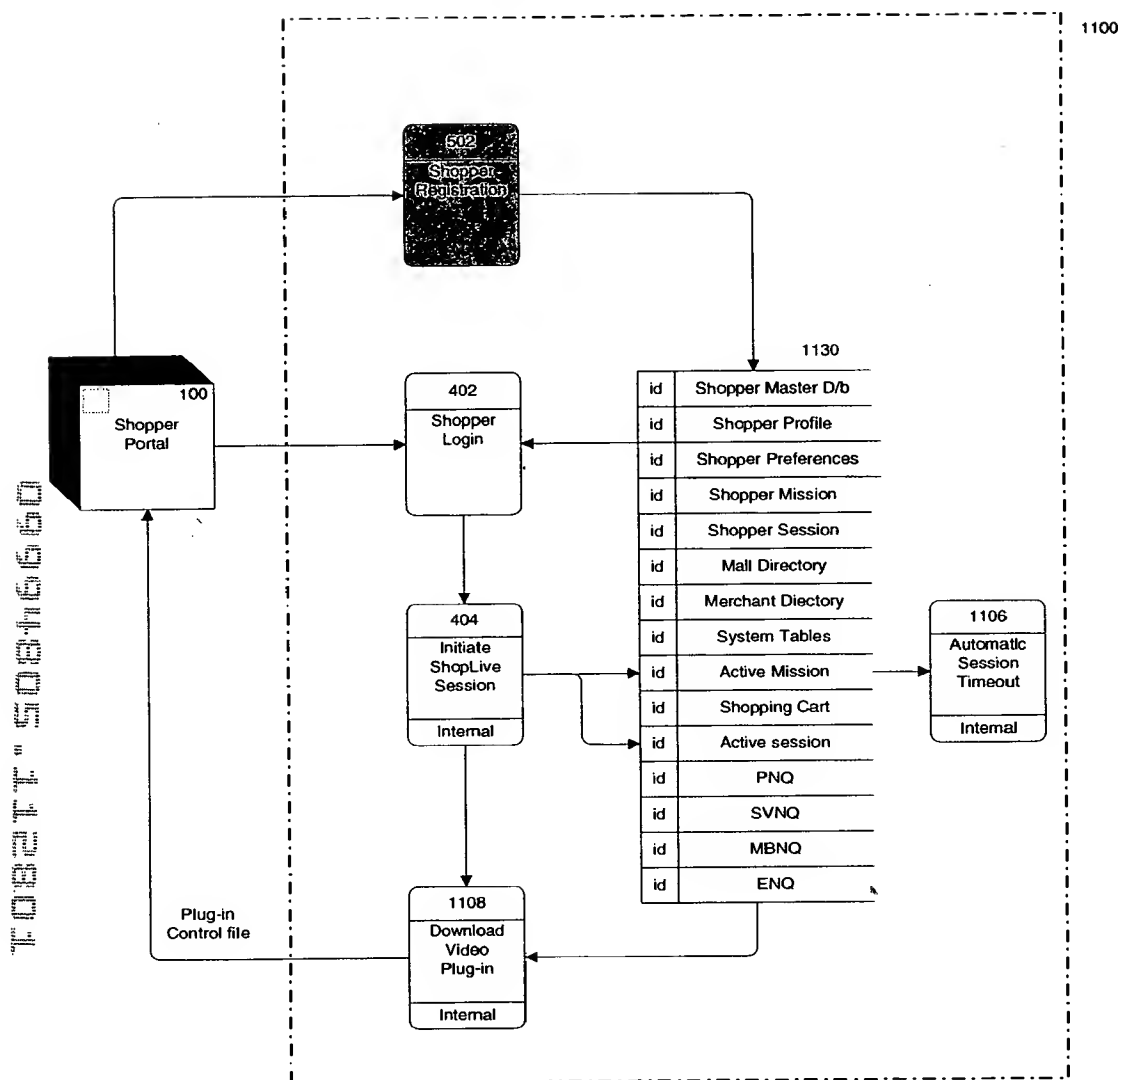 1100
502
Shopper
Registration
1130
100
Shopper
Portal
402
Shopper
Login
id Shopper Master D/b
id Shopper Profile
id Shopper Preferences
id Shopper Mission
id Shopper Session
id Mall Directory
id Merchant Diectory
id System Tables
id Active Mission
id Shopping Cart
id Active session
id PNQ
id SVNQ
id MBNQ
id ENQ
404
Initiate
ShopLive
Session
Internal
1106
Automatic
Session
Timeout
Internal
1108
Download
Video
Plug-in
Internal
Plug-in
Control file